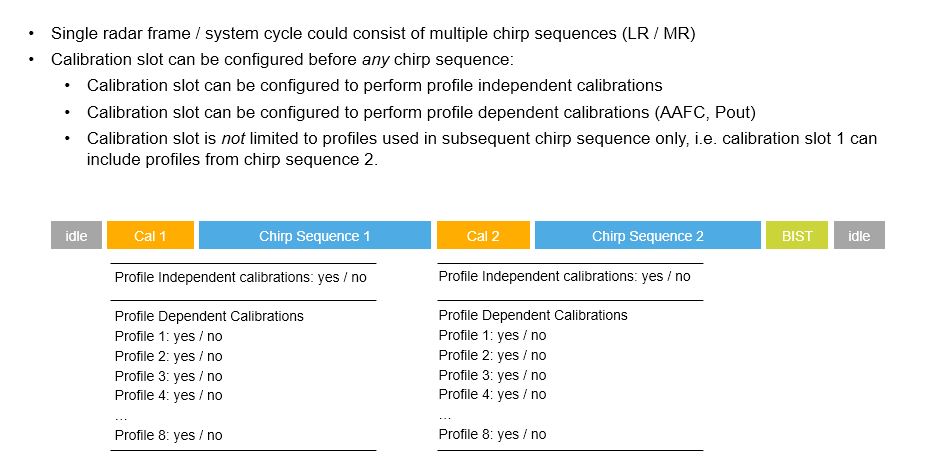 • Single radar frame / system cycle could consist of multiple chirp sequences (LR / MR)
• Calibration slot can be configured before any chirp sequence:
• Calibration slot can be configured to perform profile independent calibrations
• Calibration slot can be configured to perform profile dependent calibrations (AAFC, Pout)
• Calibration slot is not limited to profiles used in subsequent chirp sequence only, i.e. calibration slot 1 can
include profiles from chirp sequence 2.
idle Cal 1 Chirp Sequence 1 Cal 2 Chirp Sequence 2 BIST idle
Profile Independent calibrations: yes / no
Profile Dependent Calibrations
Profile 1: yes / no
Profile 2: yes / no
Profile 3: yes / no
Profile 4: yes / no
...
Profile 8: yes / no
Profile Independent calibrations: yes / no
Profile Dependent Calibrations
Profile 1: yes / no
Profile 2: yes / no
Profile 3: yes / no
Profile 4: yes / no
...
Profile 8: yes / no